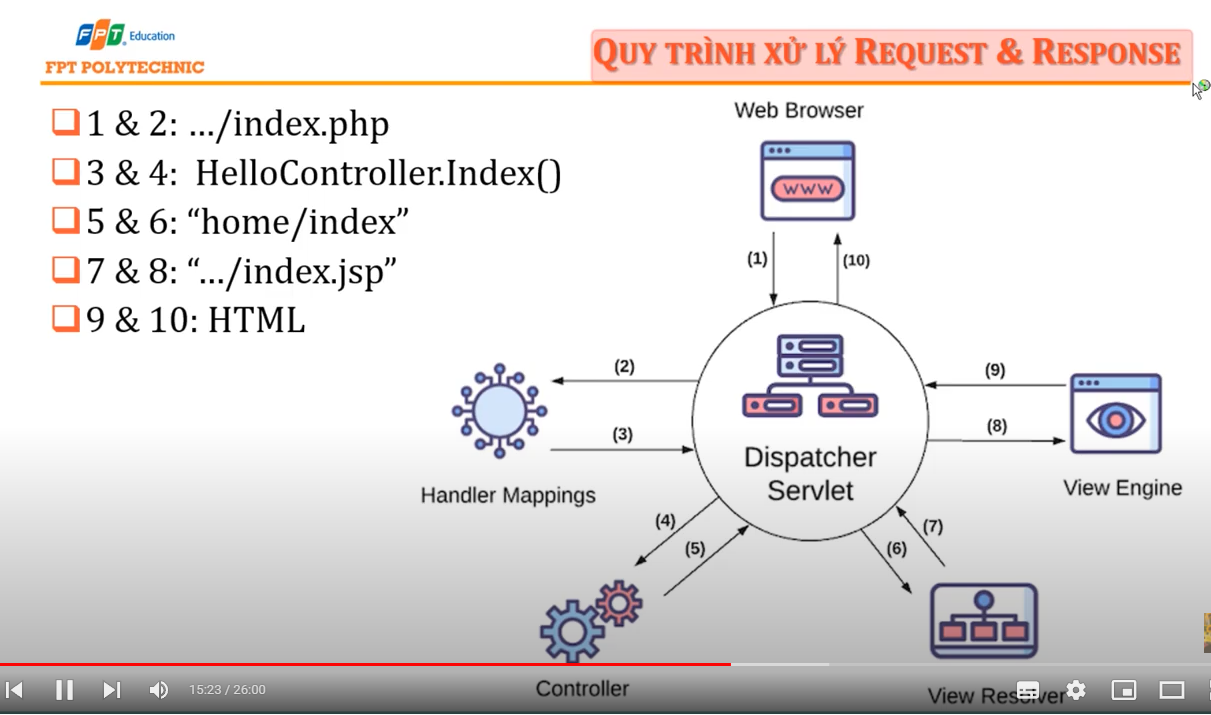 FPT Education
FPT POLYTECHNIC
QUY TRÌNH XỬ LÝ REQUEST & RESPONSE
1 & 2: .../index.php
3 & 4: HelloController.Index()
5 & 6: “home/index”
7 & 8: “.../index.jsp”
9 & 10: HTML
Web Browser
WWW
(1)
(10)
(2)
(9)
(3)
(8)
Dispatcher
Servlet
Handler Mappings
View Engine
(4)
(5)
(7)
(6)
Controller
View Resolver
15:23 / 26:00